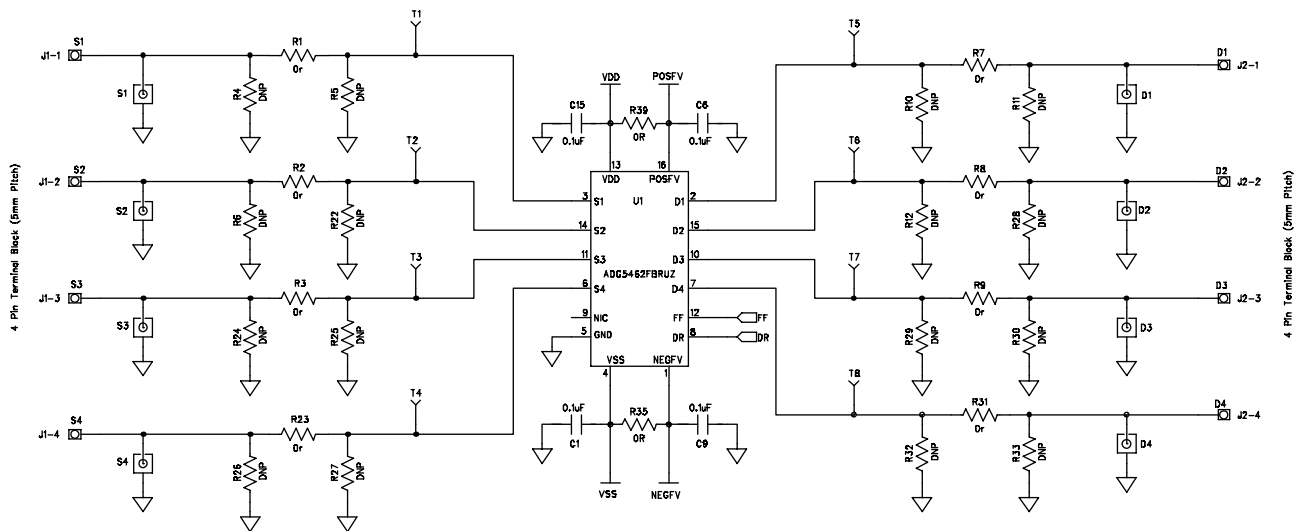 4 Pin Terminal Block (5mm Pitch)
J1-1
S1
S1
R4
DNP
R1
0r
R5
DNP
T1
J1-2
S2
S2
R6
DNP
R2
0r
R22
DNP
T2
J1-3
S3
S3
R24
DNP
R3
0r
R25
DNP
T3
J1-4
S4
S4
R26
DNP
R23
0r
R27
DNP
T4
VDD
POSFV
C15
0.1uF
R39
0R
C6
0.1uF
13
16
VDD
POSFV
U1
3
S1
D1
2
14
S2
D2
15
11
S3
D3
10
ADG5462FBRUZ
6
S4
D4
7
9
NIC
FF
12
FF
5
GND
DR
8
DR
VSS
NEGFV
4
1
0.1uF
C1
R35
0R
0.1uF
C9
VSS
NEGFV
T5
R10
DNP
R7
0r
R11
DNP
D1
D1
J2-1
T6
R12
DNP
R8
0r
R28
DNP
D2
D2
J2-2
T7
R29
DNP
R9
0r
R30
DNP
D3
D3
J2-3
T8
R32
DNP
R31
0r
R33
DNP
D4
D4
J2-4
4 Pin Terminal Block (5mm Pitch)